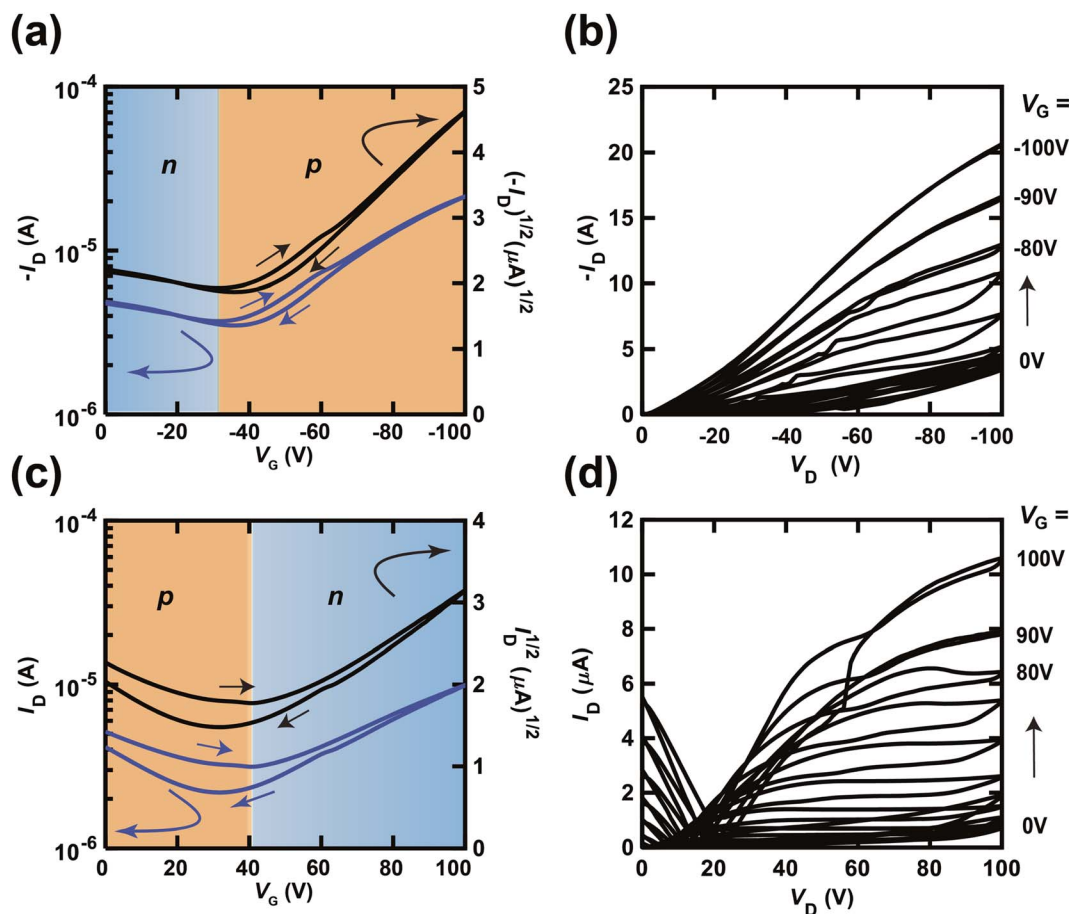 (a)
10⁻⁴
10⁻⁵
10⁻⁶
-I_D (A)
n
p
5
4
3
2
1
0
(-I_D)^1/2 (μA)^1/2
0 -20 -40 -60 -80 -100
V_G (V)
(b)
25
20
15
10
5
0
-I_D (A)
V_G =
-100V
-90V
-80V
0V
0 -20 -40 -60 -80 -100
V_D (V)
(c)
10⁻⁴
10⁻⁵
10⁻⁶
I_D (A)
p
n
4
3
2
1
0
I_D^1/2 (μA)^1/2
0 20 40 60 80 100
V_G (V)
(d)
12
10
8
6
4
2
0
I_D (μA)
V_G =
100V
90V
80V
0V
0 20 40 60 80 100
V_D (V)